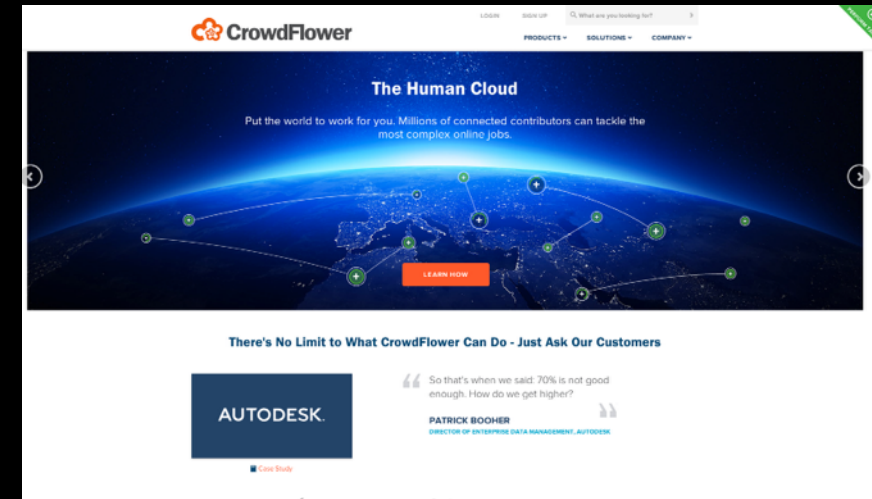 LOGIN SIGN UP What are you looking for?
CrowdFlower
PRODUCTS SOLUTIONS COMPANY
The Human Cloud
Put the world to work for you. Millions of connected contributors can tackle the
most complex online jobs.
LEARN HOW
There's No Limit to What CrowdFlower Can Do - Just Ask Our Customers
AUTODESK.
Case Study
“ So that's when we said: 70% is not good
enough. How do we get higher? ”
PATRICK BOOHER
DIRECTOR OF ENTERPRISE DATA MANAGEMENT, AUTODESK